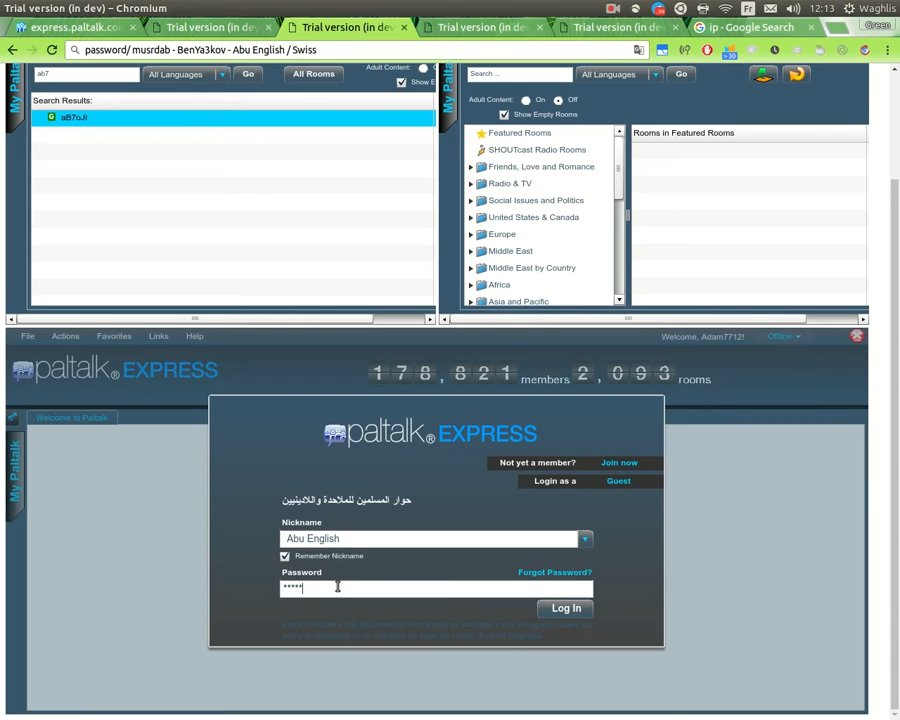 Trial version (in dev) – Chromium
Fr
12:13
Waghlis
express.paltalk.com
Trial version (in dev)
Trial version (in dev)
Trial version (in dev)
Trial version (in dev)
ip - Google Search
Green
password/ musrdab - BenYa3kov - Abu English / Swiss
My Pa
ab7
All Languages
Go
All Rooms
Adult Content:
Show E
Search Results:
G aB7oJI
My Pal
Search ...
All Languages
Go
Adult Content: On Off
Show Empty Rooms
Featured Rooms
SHOUTcast Radio Rooms
Friends, Love and Romance
Radio & TV
Social Issues and Politics
United States & Canada
Europe
Middle East
Middle East by Country
Africa
Asia and Pacific
Rooms in Featured Rooms
File Actions Favorites Links Help
Welcome, Adam7712! Offline
paltalk® EXPRESS
178,821 members 2,093 rooms
Welcome to Paltalk
My Paltalk
paltalk® EXPRESS
Not yet a member? Join now
Login as a Guest
حوار المسلمين للملاحدة واللادينيين
Nickname
Abu English
Remember Nickname
Password Forgot Password?
*****
Log In